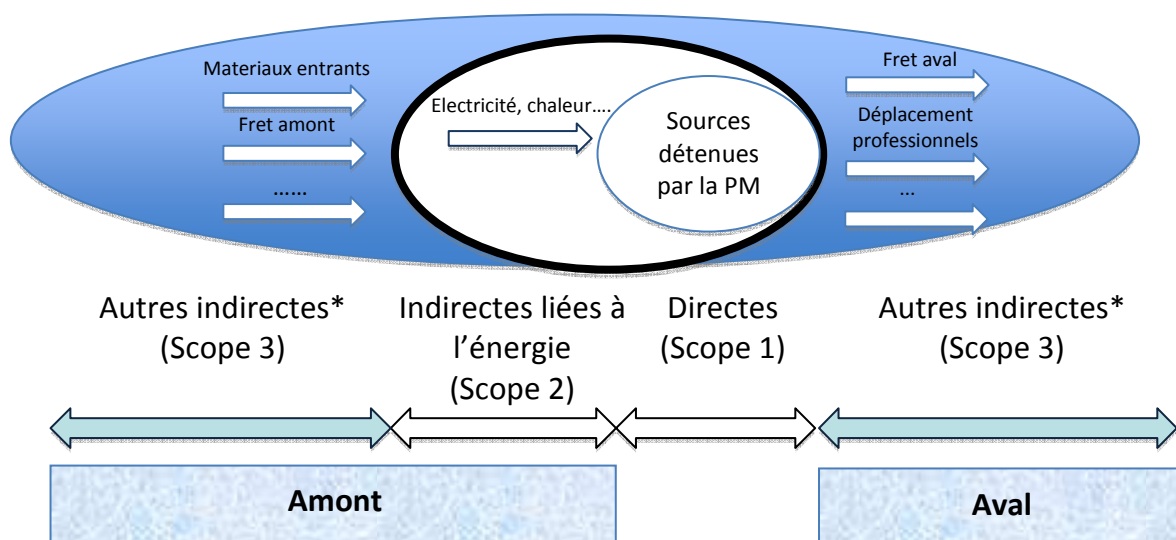 Materiaux entrants
Fret amont
......
Electricité, chaleur....
Sources
détenues
par la PM
Fret aval
Déplacement
professionnels
...
Autres indirectes*
(Scope 3)
Indirectes liées à
l'énergie
(Scope 2)
Directes
(Scope 1)
Autres indirectes*
(Scope 3)
Amont
Aval